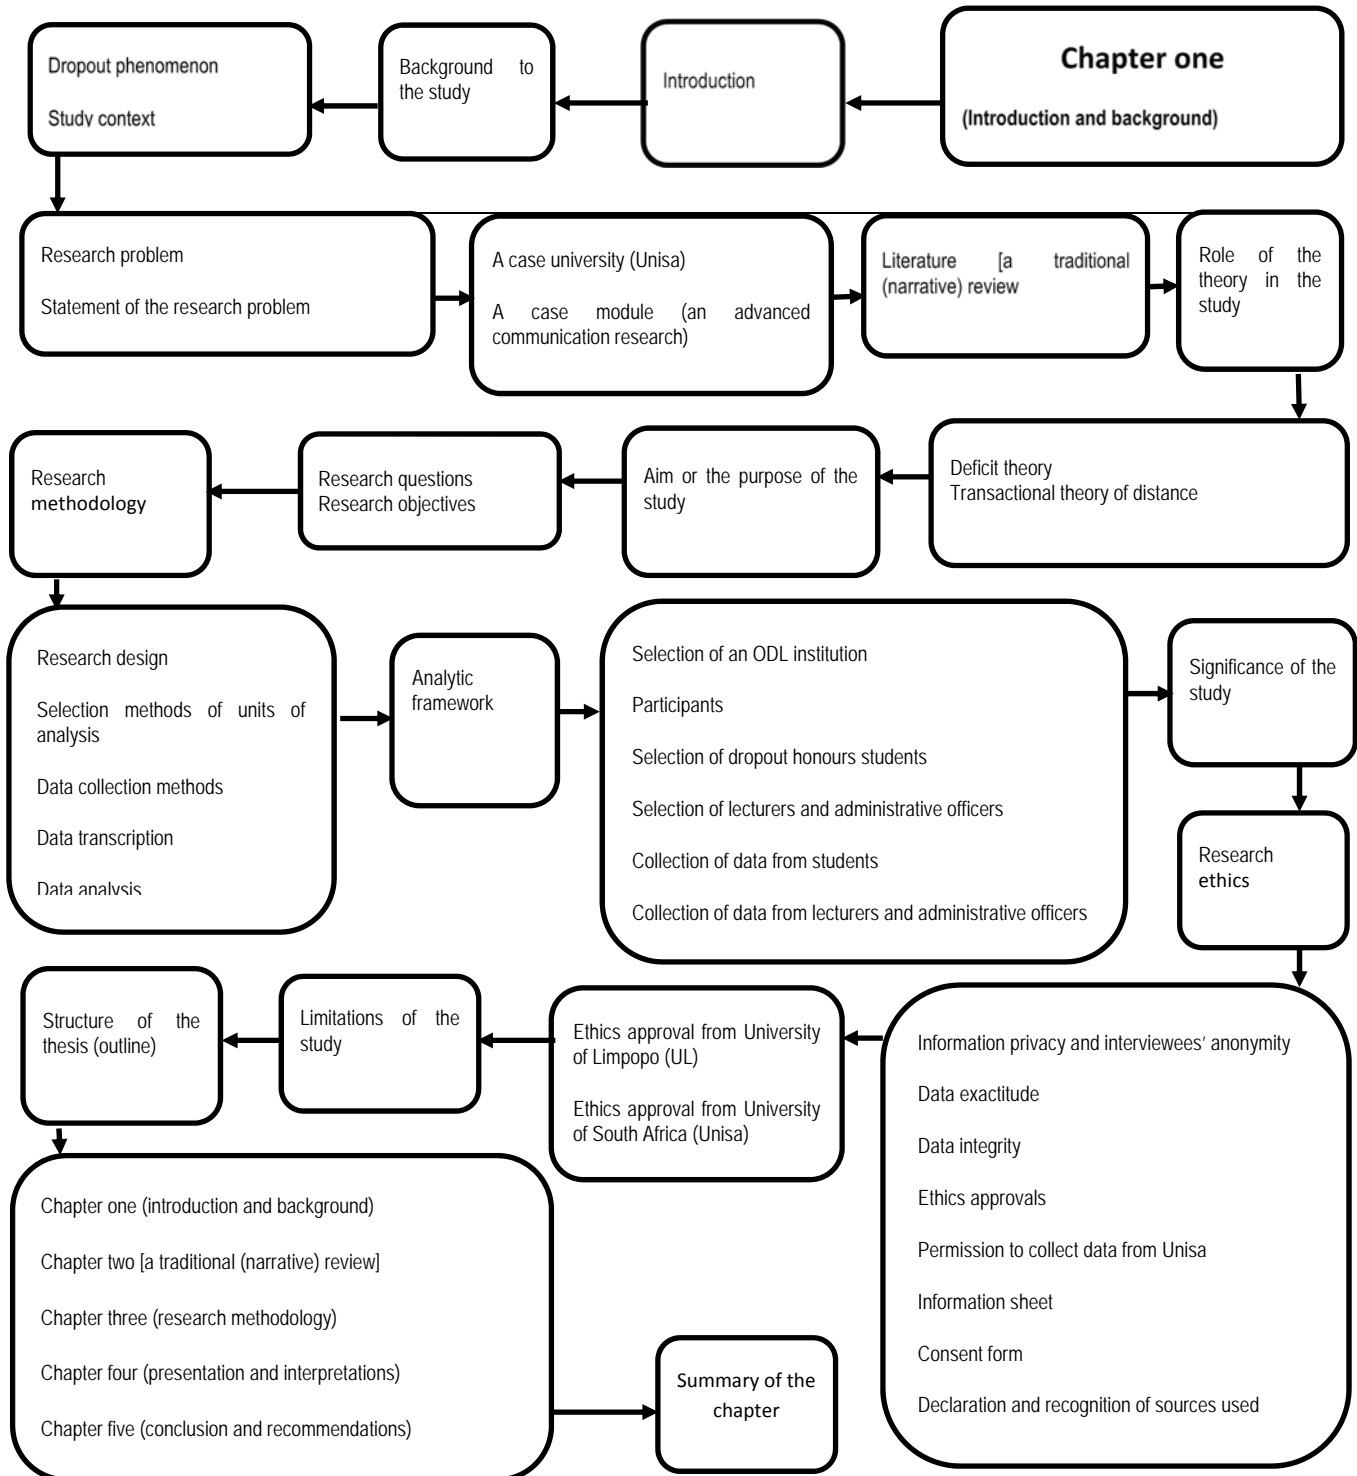 Chapter one
(Introduction and background)
Introduction
Background to
the study
Dropout phenomenon
Study context
Research problem
Statement of the research problem
A case university (Unisa)
A case module (an advanced
communication research)
Literature [a traditional
(narrative) review
Role of the
theory in the
study
Deficit theory
Transactional theory of distance
Aim or the purpose of the
study
Research questions
Research objectives
Research
methodology
Research design
Selection methods of units of
analysis
Data collection methods
Data transcription
Data analysis
Analytic
framework
Selection of an ODL institution
Participants
Selection of dropout honours students
Selection of lecturers and administrative officers
Collection of data from students
Collection of data from lecturers and administrative officers
Significance of the
study
Research
ethics
Information privacy and interviewees’ anonymity
Data exactitude
Data integrity
Ethics approvals
Permission to collect data from Unisa
Information sheet
Consent form
Declaration and recognition of sources used
Ethics approval from University
of Limpopo (UL)
Ethics approval from University
of South Africa (Unisa)
Limitations of the
study
Structure of the
thesis (outline)
Chapter one (introduction and background)
Chapter two [a traditional (narrative) review]
Chapter three (research methodology)
Chapter four (presentation and interpretations)
Chapter five (conclusion and recommendations)
Summary of the
chapter